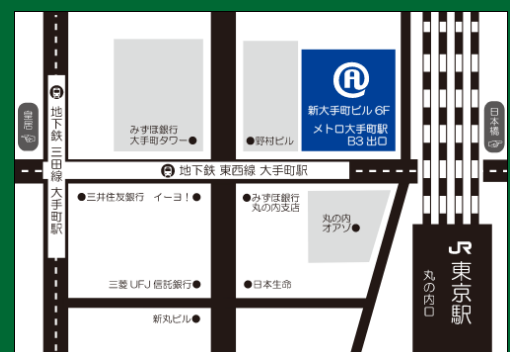 新大手町ビル 6F
メトロ大手町駅
B3 出口
みずほ銀行
大手町タワー●
●野村ビル
皇居
日本橋
地下鉄 三田線 大手町駅
地下鉄 東西線 大手町駅
●三井住友銀行 イーヨ！●
●みずほ銀行
丸の内支店
丸の内
オアゾ●
三菱 UFJ 信託銀行●
●日本生命
新丸ビル●
JR 東京駅
丸の内口